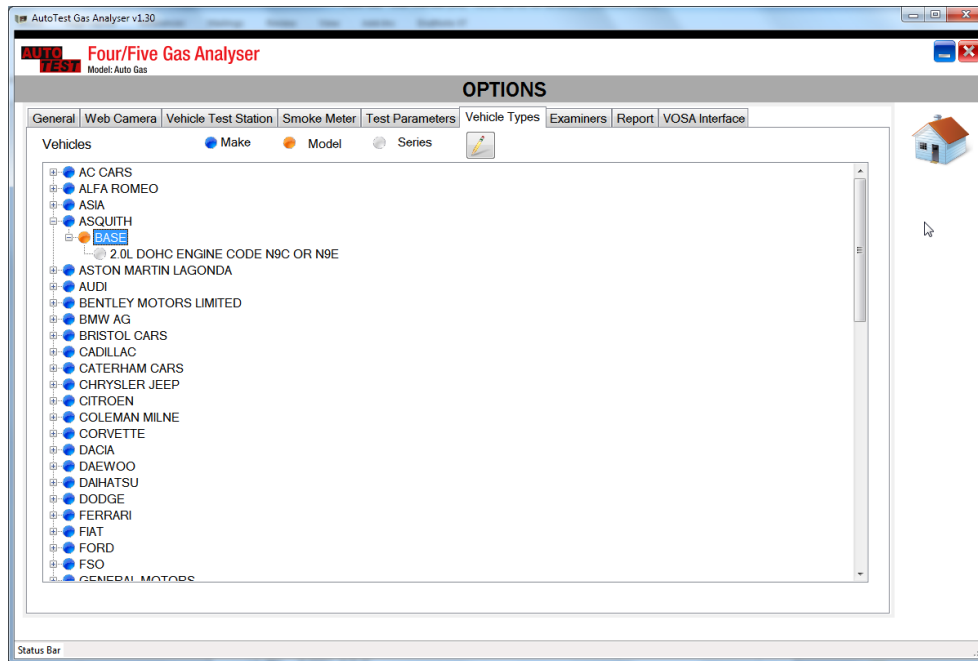 AutoTest Gas Analyser v1.30
AUTO TEST
Four/Five Gas Analyser
Model: Auto Gas
OPTIONS
General Web Camera Vehicle Test Station Smoke Meter Test Parameters Vehicle Types Examiners Report VOSA Interface
Vehicles Make Model Series
AC CARS
ALFA ROMEO
ASIA
ASQUITH
BASE
2.0L DOHC ENGINE CODE N9C OR N9E
ASTON MARTIN LAGONDA
AUDI
BENTLEY MOTORS LIMITED
BMW AG
BRISTOL CARS
CADILLAC
CATERHAM CARS
CHRYSLER JEEP
CITROEN
COLEMAN MILNE
CORVETTE
DACIA
DAEWOO
DAIHATSU
DODGE
FERRARI
FIAT
FORD
FSO
GENERAL MOTORS
Status Bar